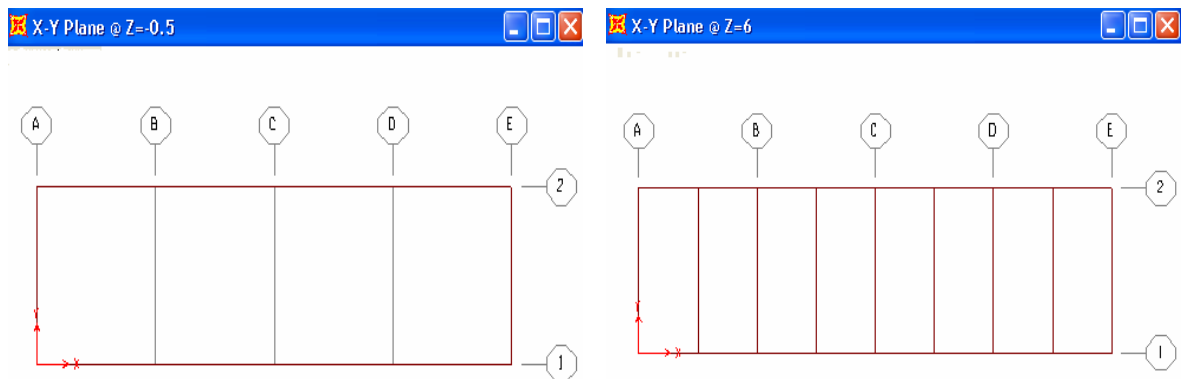 X-Y Plane @ Z=-0.5
A B C D E
2
Y
X
1
X-Y Plane @ Z=6
A B C D E
2
Y
X
1